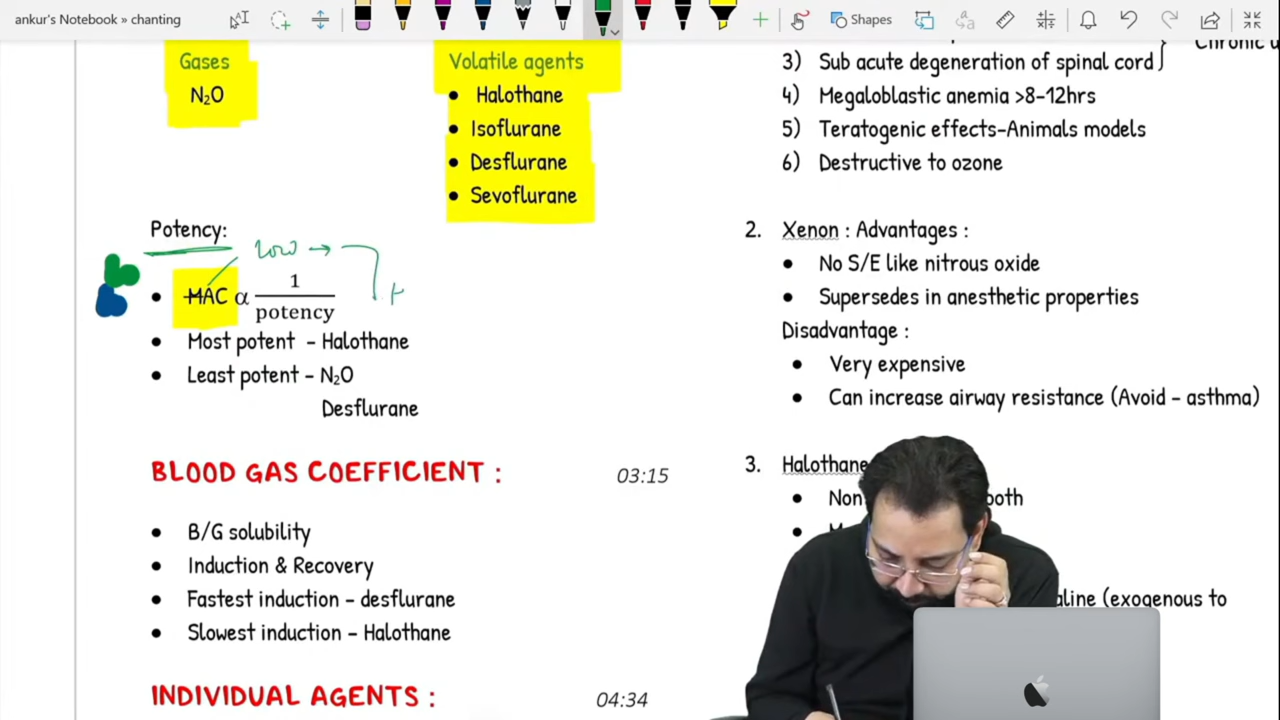 ankur's Notebook » chanting
Shapes
Gases
N₂O
Volatile agents
• Halothane
• Isoflurane
• Desflurane
• Sevoflurane
Potency:
low →
• MAC α 1/potency
• Most potent – Halothane
• Least potent – N₂O
Desflurane
BLOOD GAS COEFFICIENT : 03:15
• B/G solubility
• Induction & Recovery
• Fastest induction – desflurane
• Slowest induction – Halothane
INDIVIDUAL AGENTS : 04:34
Chronic
3) Sub acute degeneration of spinal cord
4) Megaloblastic anemia >8-12hrs
5) Teratogenic effects-Animals models
6) Destructive to ozone
2. Xenon : Advantages :
• No S/E like nitrous oxide
• Supersedes in anesthetic properties
Disadvantage :
• Very expensive
• Can increase airway resistance (Avoid – asthma)
3. Halothane
• Non
(exogenous to